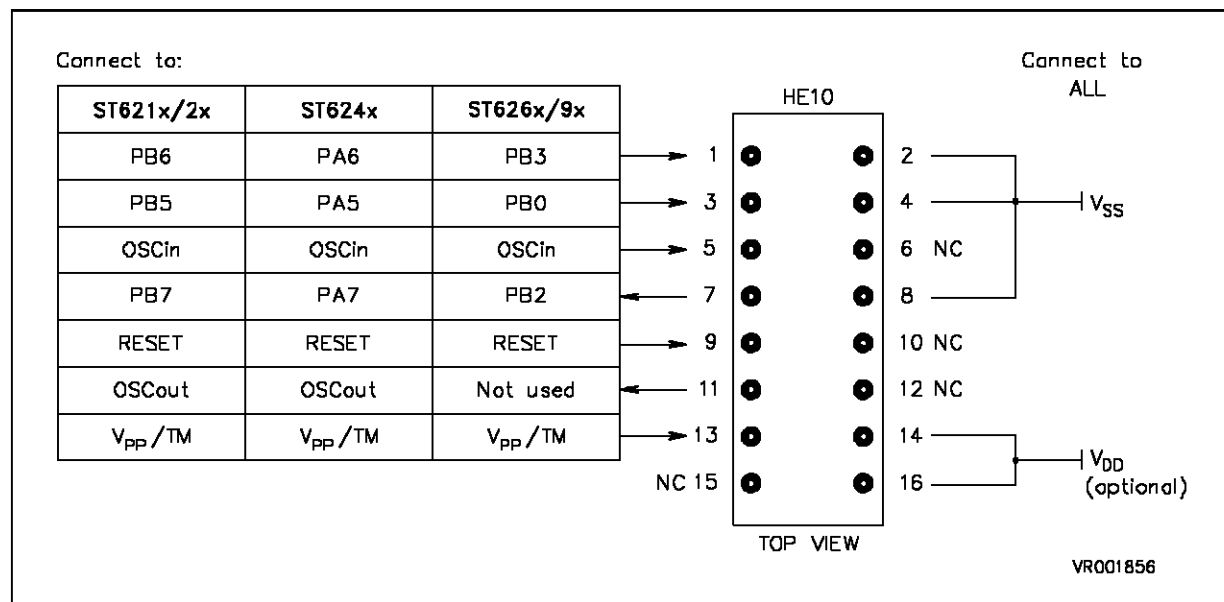 Connect to:
Connect to
ALL
HE10
ST621x/2x ST624x ST626x/9x
PB6 PA6 PB3 1 2
PB5 PA5 PB0 3 4 VSS
OSCin OSCin OSCin 5 6 NC
PB7 PA7 PB2 7 8
RESET RESET RESET 9 10 NC
OSCout OSCout Not used 11 12 NC
VPP/TM VPP/TM VPP/TM 13 14
VDD
(optional)
NC 15 16
TOP VIEW
VR001856